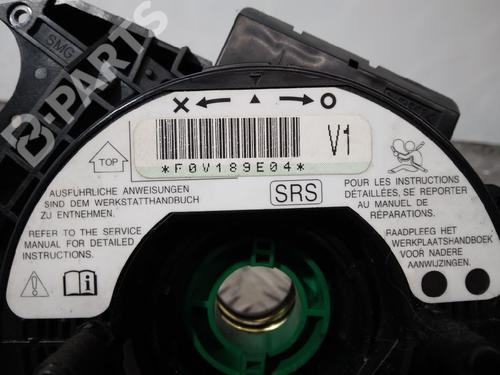 SMG
B-PARTS
V1
TOP
*F0V189E04*
AUSFÜHRLICHE ANWEISUNGEN
SIND DEM WERKSTATTHANDBUCH
ZU ENTNEHMEN.
REFER TO THE SERVICE
MANUAL FOR DETAILED
INSTRUCTIONS.
SRS
POUR LES INSTRUCTIONS
DÉTAILLÉES, SE REPORTER
AU MANUEL DE
RÉPARATIONS.
RAADPLEEG HET
WERKPLAATSHANDBOEK
VOOR NADERE
AANWIJZINGEN.